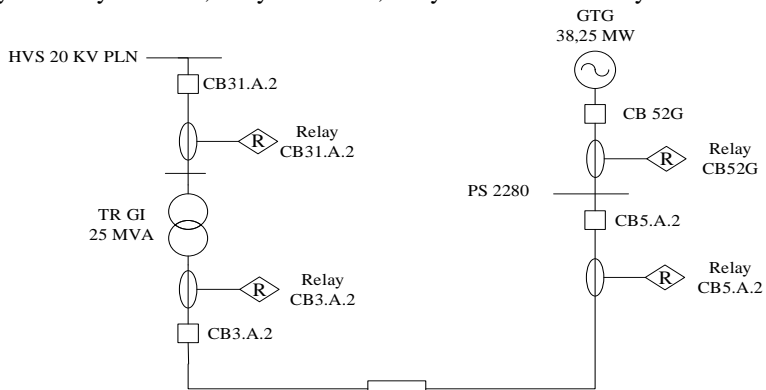 GTG
38,25 MW
HVS 20 KV PLN
CB31.A.2
CB 52G
R
Relay
CB31.A.2
R
Relay
CB52G
PS 2280
TR GI
25 MVA
CB5.A.2
R
Relay
CB3.A.2
R
Relay
CB5.A.2
CB3.A.2